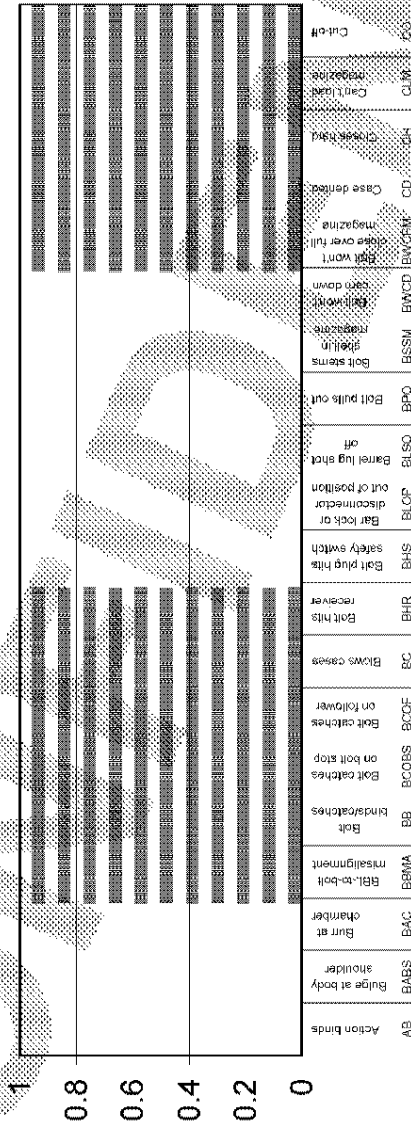 1
0.8
0.6
0.4
0.2
0
Action binds
AB
Bulge at body
shoulder
BABS
Burr at
chamber
BAC
BBL-to-bolt
misalignment
BBMA
Bolt
binds/catches
BB
Bolt catches
on bolt stop
BCOBS
Bolt catches
on follower
BCOF
Blows cases
BC
Bolt hits
receiver
BHR
Bolt plug hits
safety switch
BHS
Bar lock or
disconnector
out of position
BLOP
Barrel lug shot
off
BLSO
Bolt pulls out
BPO
Bolt stems
shell in
magazine
BSSM
Bolt won't
cam down
BWCD
Bolt won't
close over full
magazine
Case dented
CD
Closes hard
CH
Can't load
magazine
CLM
Cut-off
CO